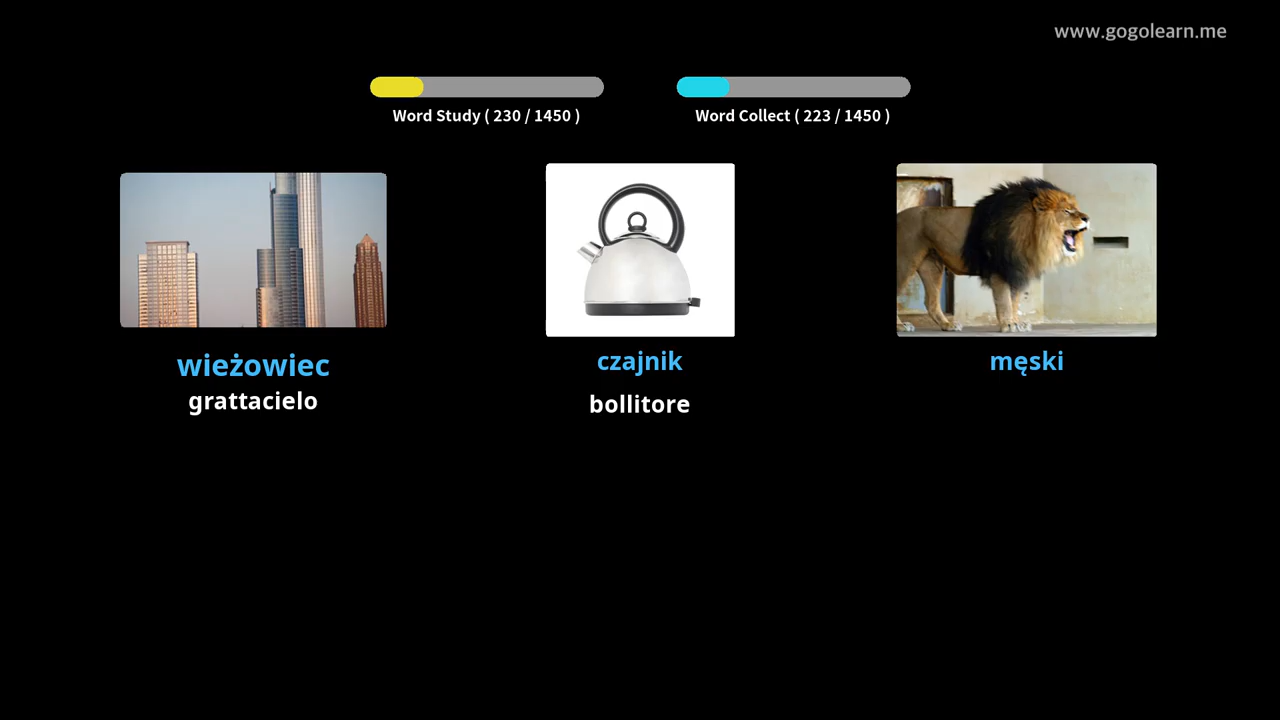 www.gogolearn.me
Word Study ( 230 / 1450 )
Word Collect ( 223 / 1450 )
wieżowiec
grattacielo
czajnik
bollitore
męski